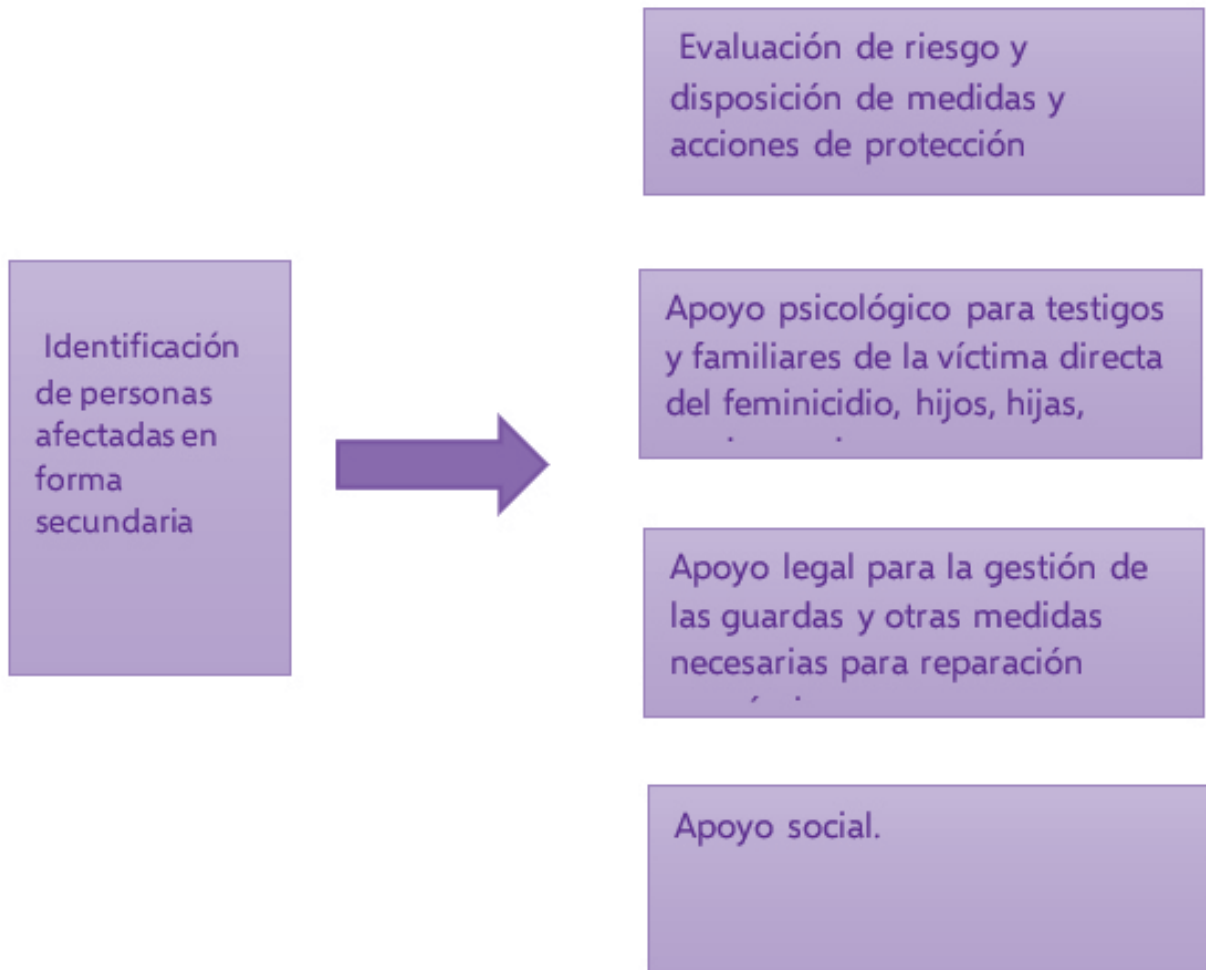 Identificación
de personas
afectadas en
forma
secundaria
Evaluación de riesgo y
disposición de medidas y
acciones de protección
Apoyo psicológico para testigos
y familiares de la víctima directa
del feminicidio, hijos, hijas,
Apoyo legal para la gestión de
las guardas y otras medidas
necesarias para reparación
Apoyo social.